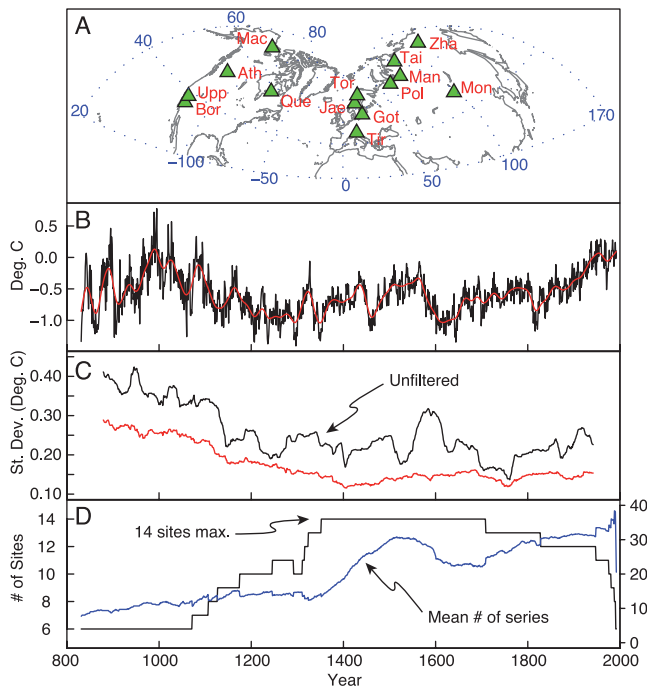 A
60
80
40
20
170
100
50
0
-50
-100
Mac
Zha
Ath
Tai
Upp
Bor
Que
Tor
Man
Pol
Mon
Jae
Got
Tir
B
Deg. C
0.5
0.0
-0.5
-1.0
C
St. Dev. (Deg. C)
0.40
0.30
0.20
0.10
Unfiltered
D
# of Sites
14
12
10
8
6
14 sites max.
Mean # of series
40
30
20
10
0
800 1000 1200 1400 1600 1800 2000
Year